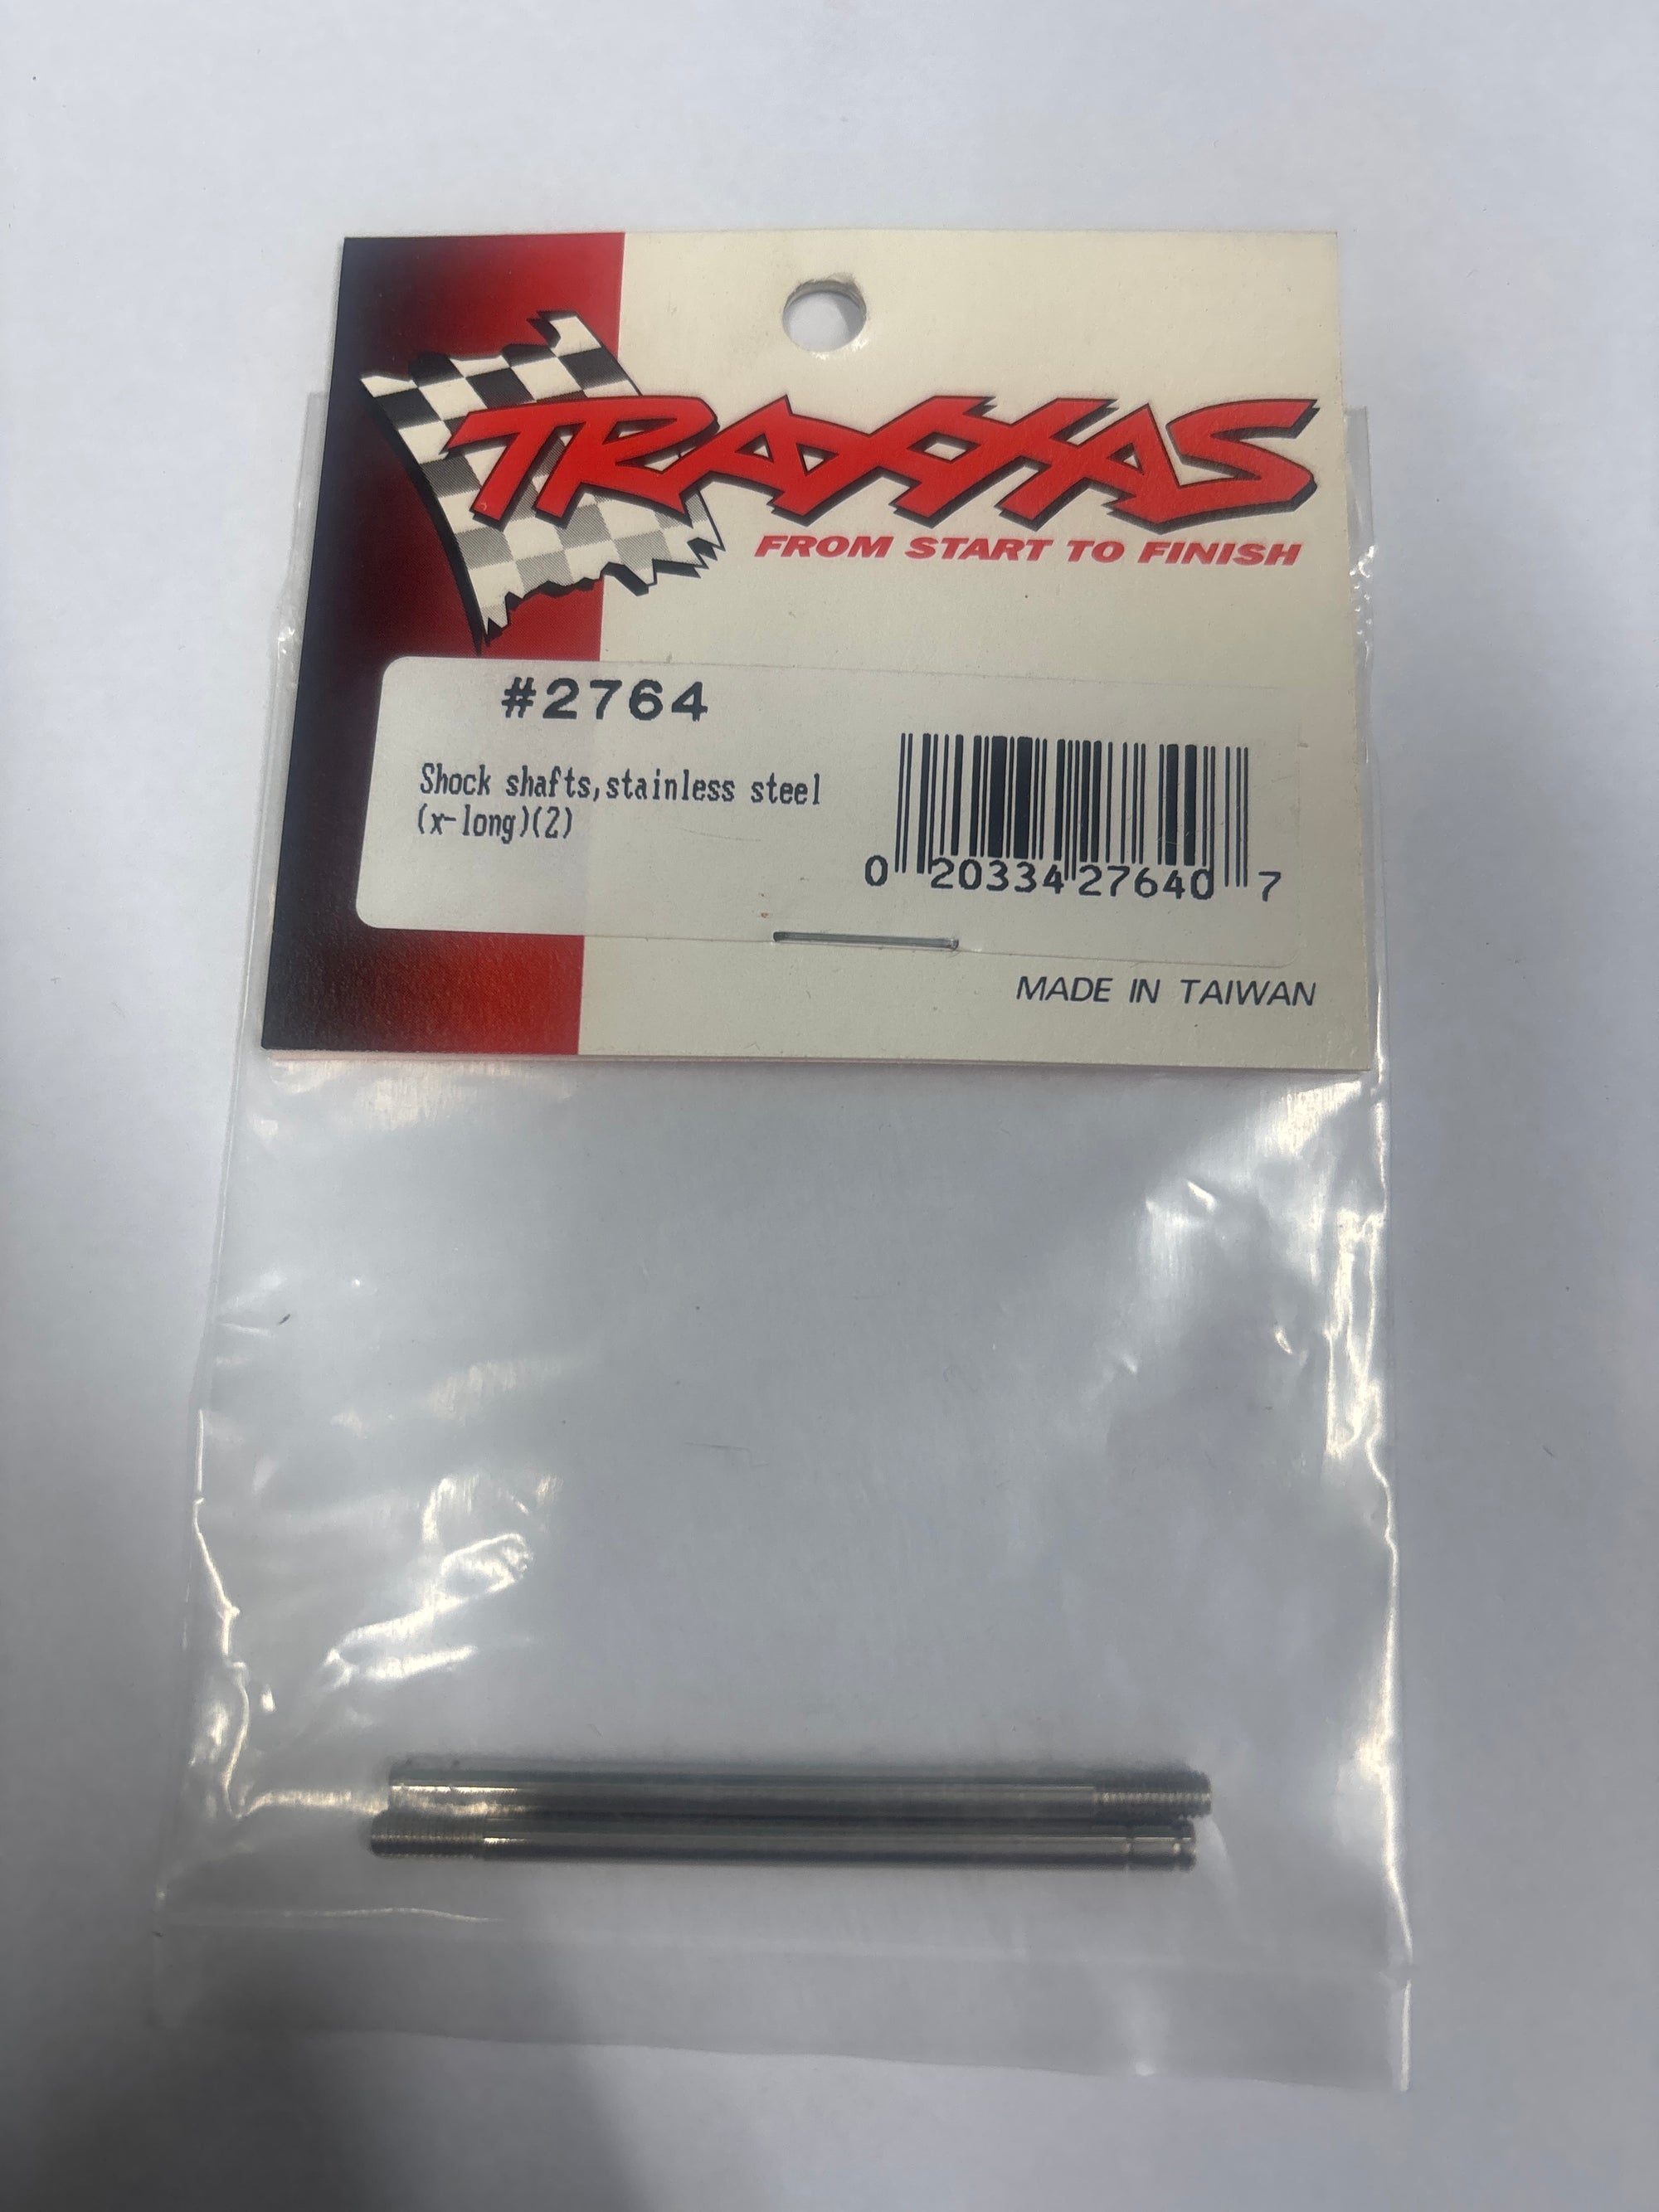 TRAXXAS
FROM START TO FINISH
#2764
Shock shafts,stainless steel
(x-long)(2)
0 20334 27640 7
MADE IN TAIWAN